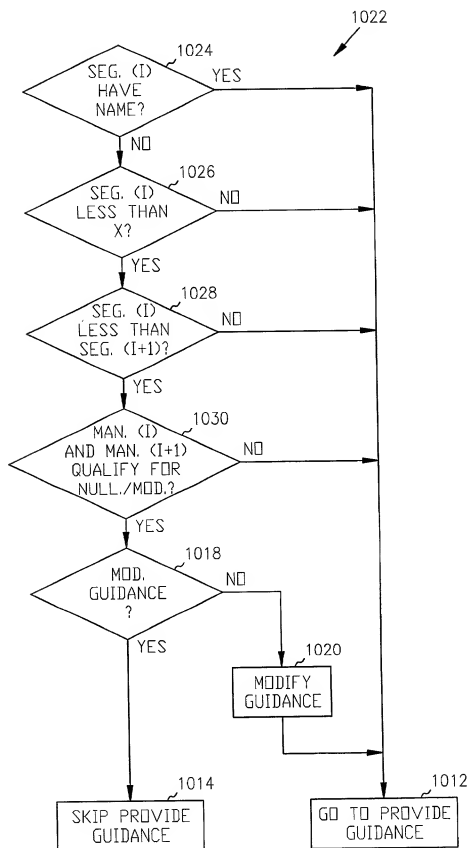 1022
1024
SEG. (I)
HAVE
NAME?
YES
NO
1026
SEG. (I)
LESS THAN
X?
NO
YES
1028
SEG. (I)
LESS THAN
SEG. (I+1)?
NO
YES
1030
MAN. (I)
AND MAN. (I+1)
QUALIFY FOR
NULL./MOD.?
NO
YES
1018
MOD.
GUIDANCE
?
NO
YES
1020
MODIFY
GUIDANCE
1014
SKIP PROVIDE
GUIDANCE
1012
GO TO PROVIDE
GUIDANCE